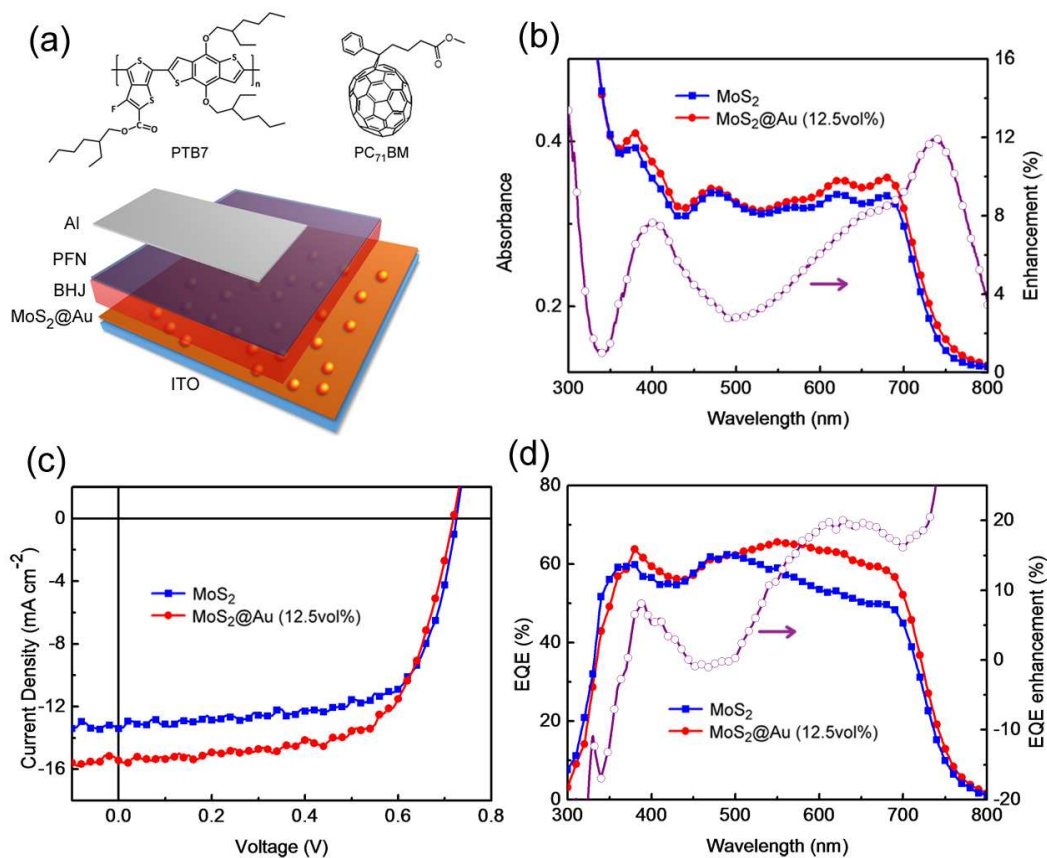 (a)
O
O
S
S
S
S
n
F
O
C
O
PTB7
O
O
PC71BM
Al
PFN
BHJ
MoS2@Au
ITO
(b)
MoS2
MoS2@Au (12.5vol%)
Absorbance
0.4
0.3
0.2
Enhancement (%)
16
12
8
4
0
300 400 500 600 700 800
Wavelength (nm)
(c)
Current Density (mA cm-2)
0
-4
-8
-12
-16
MoS2
MoS2@Au (12.5vol%)
0.0 0.2 0.4 0.6 0.8
Voltage (V)
(d)
EQE (%)
80
60
40
20
0
MoS2
MoS2@Au (12.5vol%)
EQE enhancement (%)
20
10
0
-10
-20
300 400 500 600 700 800
Wavelength (nm)